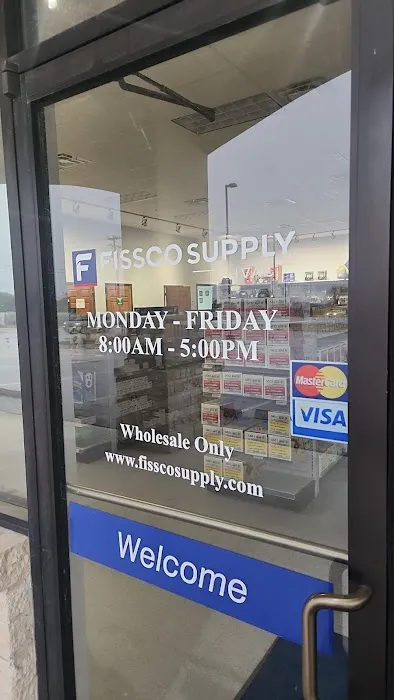 F FISSCO SUPPLY
MONDAY - FRIDAY
8:00AM - 5:00PM
MasterCard
VISA
Wholesale Only
www.fisscosupply.com
Welcome